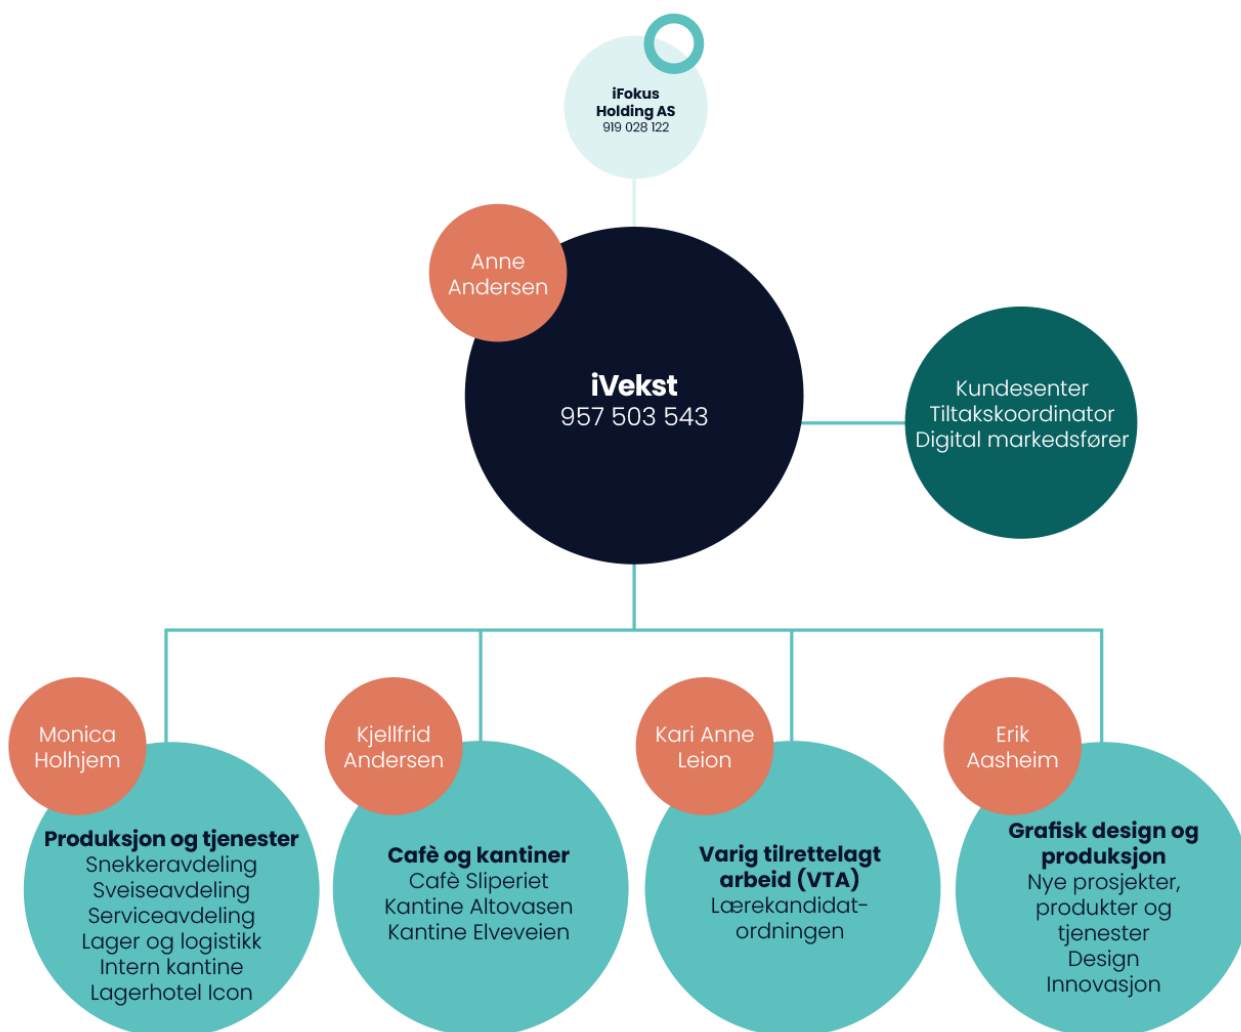 iFokus
Holding AS
919 028 122
Anne
Andersen
iVekst
957 503 543
Kundesenter
Tiltakskoordinator
Digital markedsfører
Monica
Holhjem
Produksjon og tjenester
Snekkeravdeling
Sveiseavdeling
Serviceavdeling
Lager og logistikk
Intern kantine
Lagerhotel Icon
Kjellfrid
Andersen
Cafè og kantiner
Cafè Sliperiet
Kantine Altovasen
Kantine Elveveien
Kari Anne
Leion
Varig tilrettelagt
arbeid (VTA)
Lærekandidat-
ordningen
Erik
Aasheim
Grafisk design og
produksjon
Nye prosjekter,
produkter og
tjenester
Design
Innovasjon